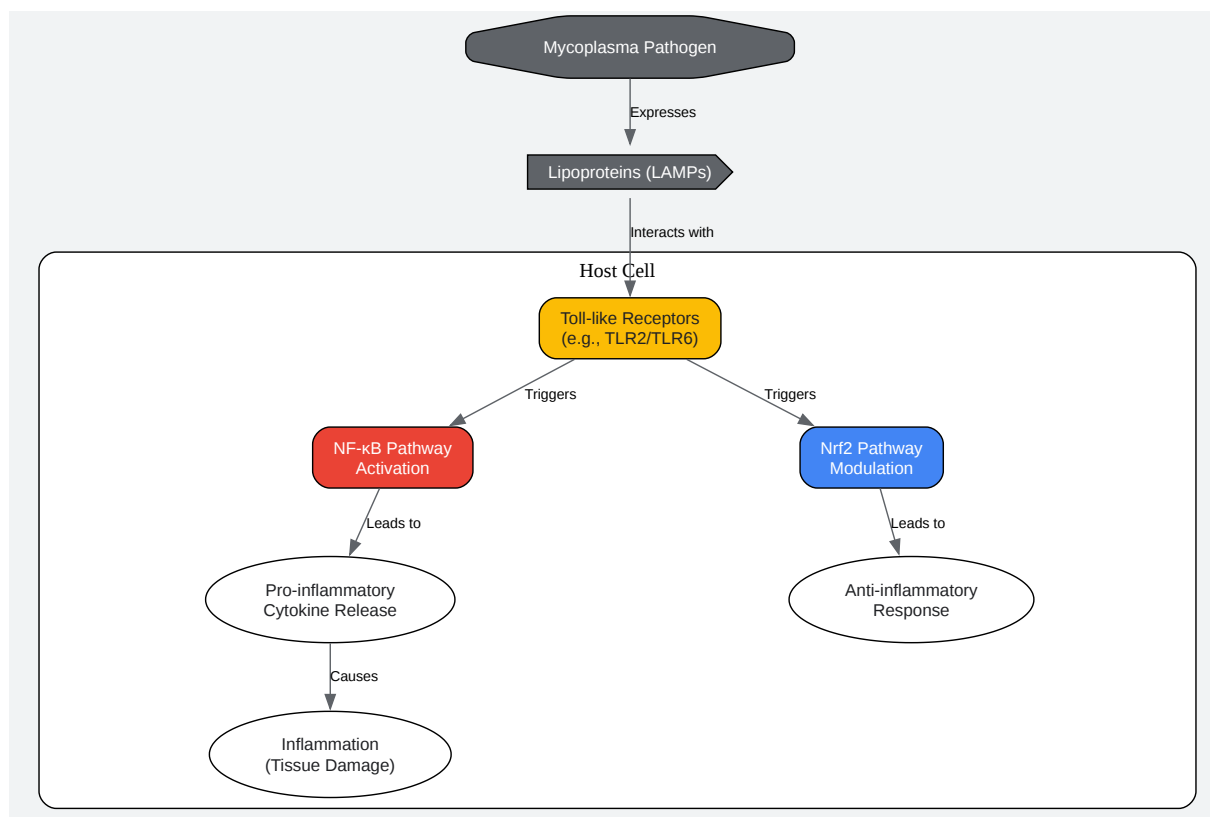 Mycoplasma Pathogen
Expresses
Lipoproteins (LAMPs)
Interacts with
Host Cell
Toll-like Receptors
(e.g., TLR2/TLR6)
Triggers
Triggers
NF-κB Pathway
Activation
Nrf2 Pathway
Modulation
Leads to
Leads to
Pro-inflammatory
Cytokine Release
Anti-inflammatory
Response
Causes
Inflammation
(Tissue Damage)